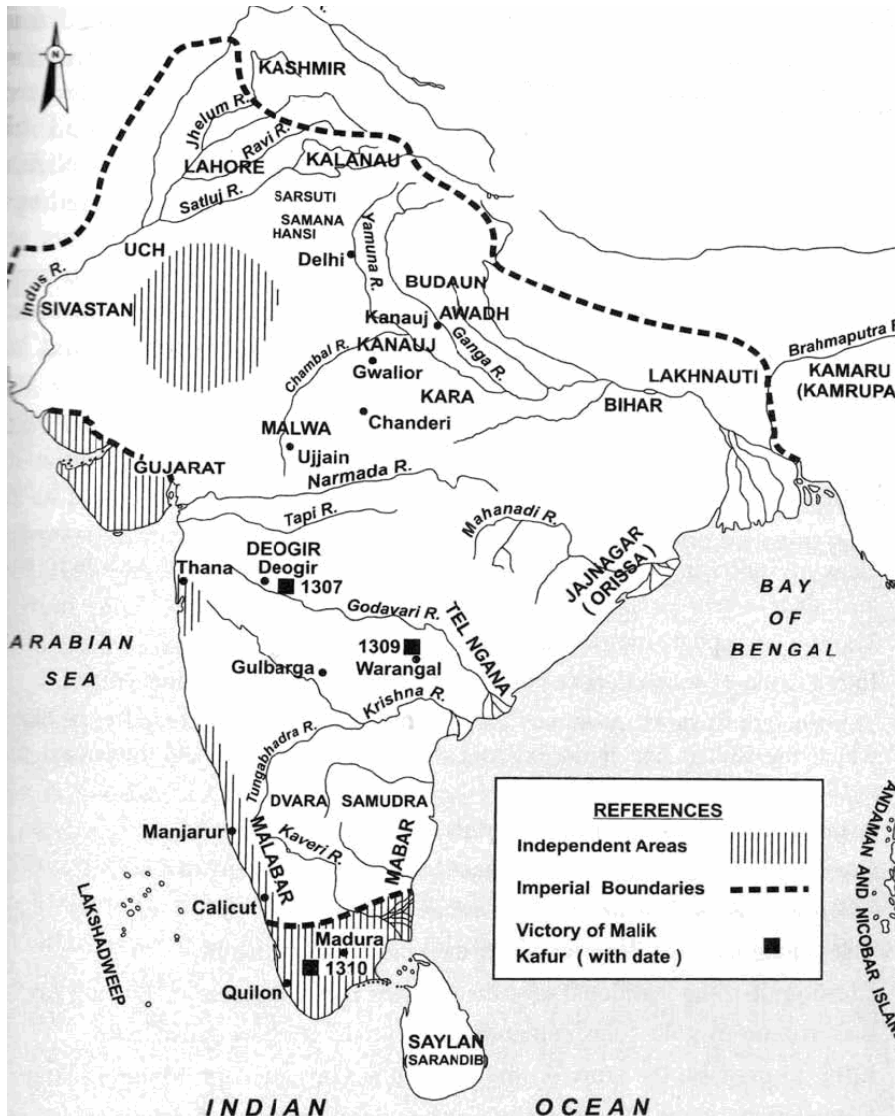 N
KASHMIR
Jhelum R.
Ravi R.
LAHORE
KALANAU
Satluj R.
SARSUTI
SAMANA
HANSI
UCH
Delhi
Yamuna R.
Indus R.
SIVASTAN
BUDAUN
AWADH
Kanauj
KANAUJ
Ganga R.
Brahmaputra
KAMARU
(KAMRUPA
Chambal R.
Gwalior
LAKHNAUTI
KARA
BIHAR
Chanderi
MALWA
Ujjain
GUJARAT
Narmada R.
Tapi R.
Mahanadi R.
DEOGIR
Deogir
Thana
1307
JAJNAGAR
(ORISSA)
BAY
OF
BENGAL
Godavari R.
TEL NGANA
ARABIAN
SEA
1309
Warangal
Gulbarga
Krishna R.
Tungabhadra R.
DVARA SAMUDRA
Manjarur
MALABAR
Kaveri R.
MABAR
REFERENCES
Independent Areas
Imperial Boundaries
Victory of Malik
Kafur ( with date )
ANDAMAN AND NICOBAR ISLAN
LAKSHADWEEP
Calicut
Madura
1310
Quilon
SAYLAN
(SARANDIB)
INDIAN OCEAN